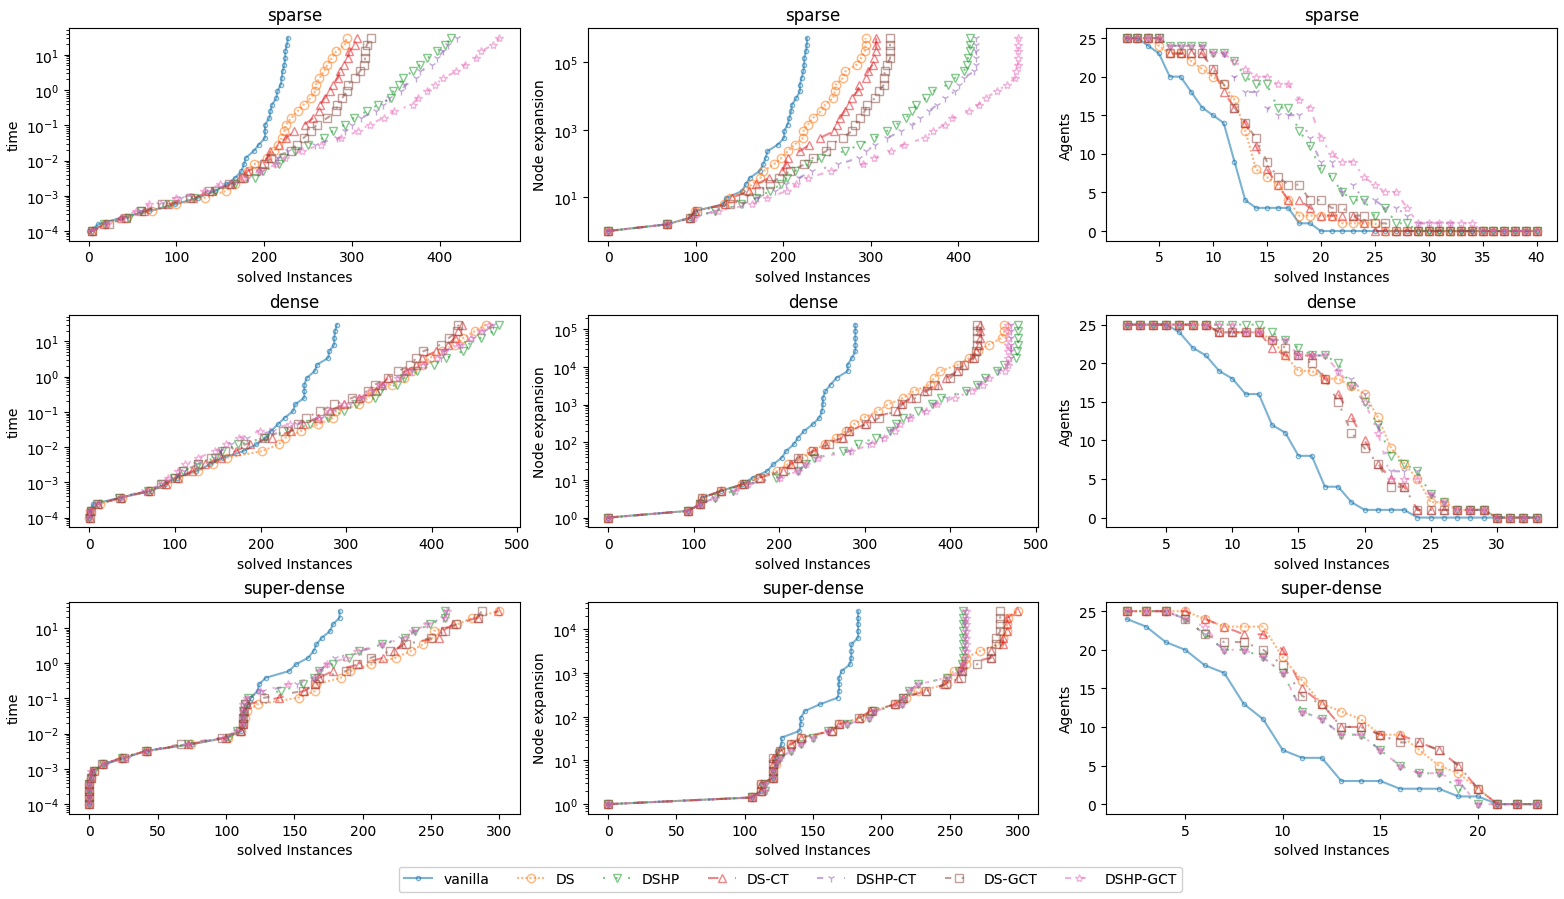 sparse
time
10^1
10^0
10^-1
10^-2
10^-3
10^-4
0 100 200 300 400
solved Instances
sparse
Node expansion
10^5
10^3
10^1
0 100 200 300 400
solved Instances
sparse
Agents
25
20
15
10
5
0
5 10 15 20 25 30 35 40
solved Instances
dense
time
10^1
10^0
10^-1
10^-2
10^-3
10^-4
0 100 200 300 400 500
solved Instances
dense
Node expansion
10^5
10^4
10^3
10^2
10^1
10^0
0 100 200 300 400 500
solved Instances
dense
Agents
25
20
15
10
5
0
5 10 15 20 25 30
solved Instances
super-dense
time
10^1
10^0
10^-1
10^-2
10^-3
10^-4
0 50 100 150 200 250 300
solved Instances
super-dense
Node expansion
10^4
10^3
10^2
10^1
10^0
0 50 100 150 200 250 300
solved Instances
super-dense
Agents
25
20
15
10
5
0
5 10 15 20
solved Instances
vanilla DS DSHP DS-CT DSHP-CT DS-GCT DSHP-GCT